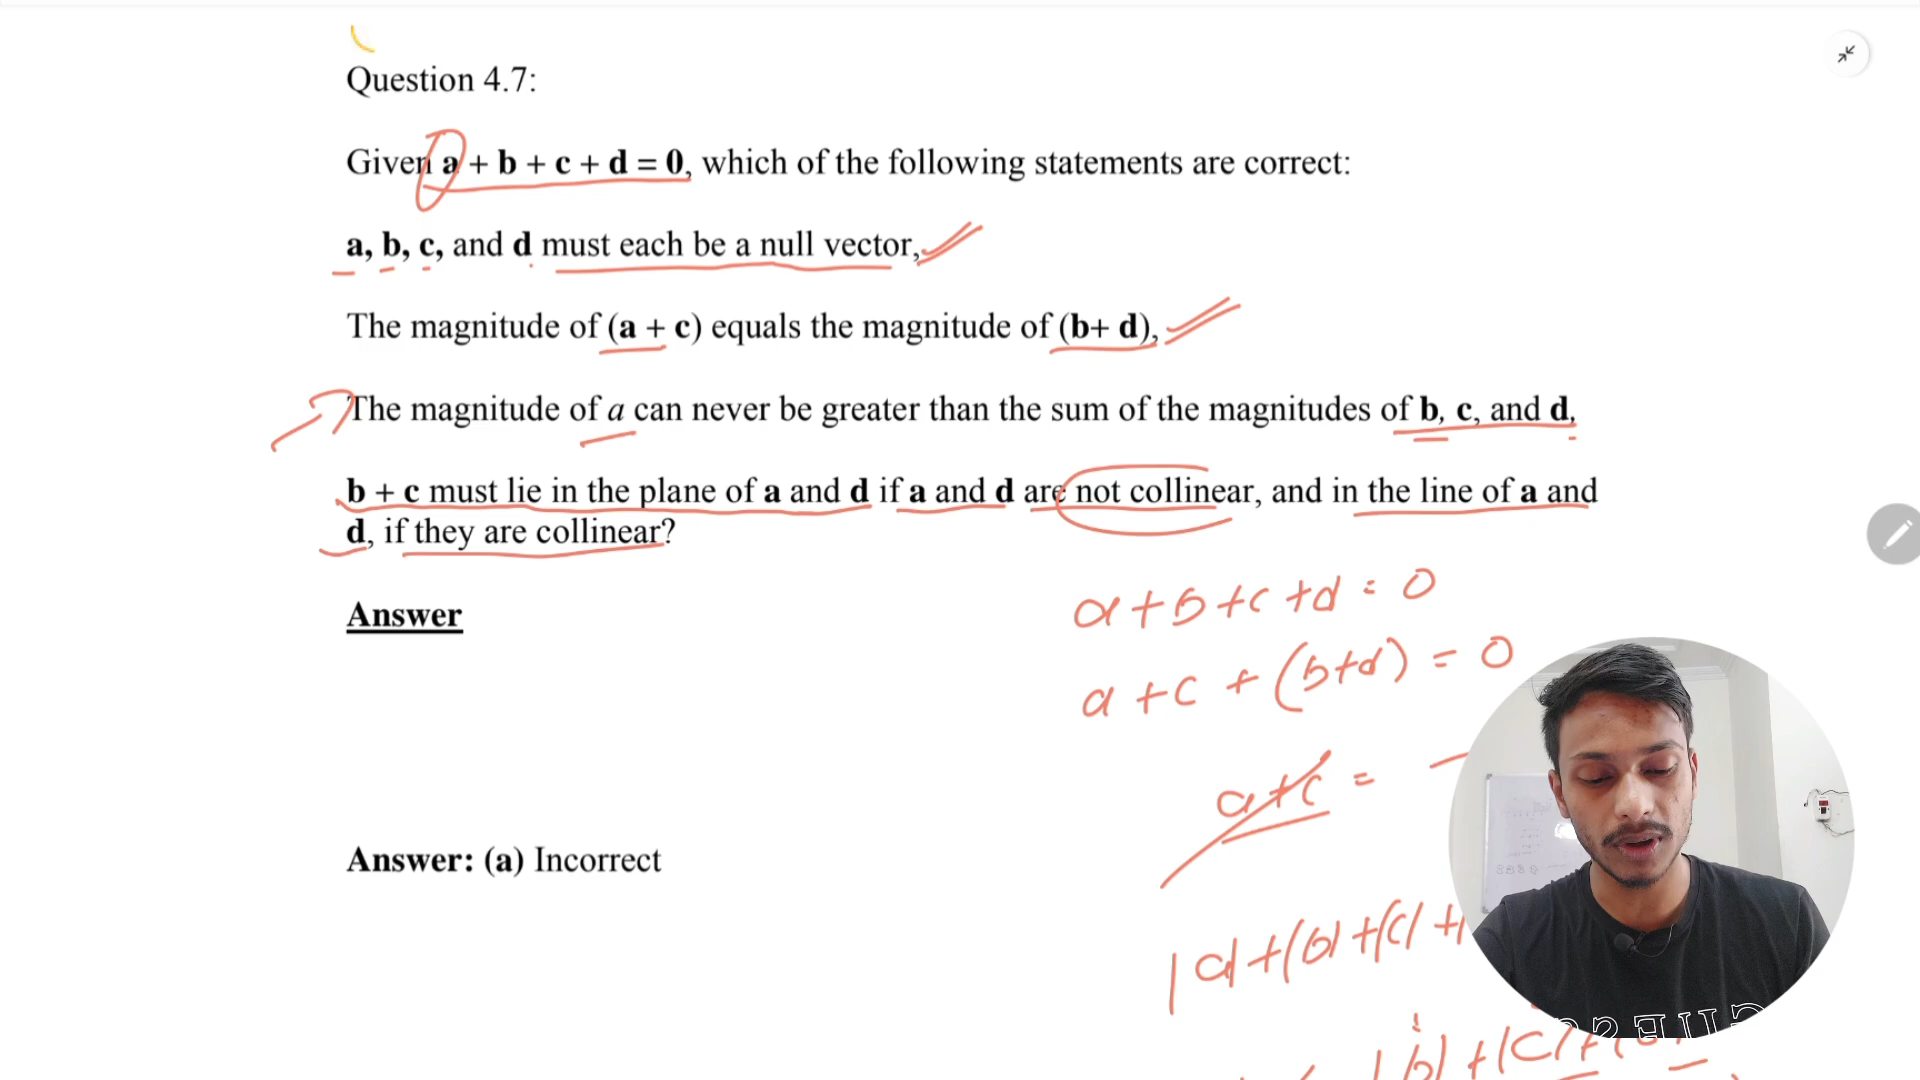 Question 4.7:
Given a + b + c + d = 0, which of the following statements are correct:
a, b, c, and d must each be a null vector,
The magnitude of (a + c) equals the magnitude of (b+ d),
The magnitude of a can never be greater than the sum of the magnitudes of b, c, and d,
b + c must lie in the plane of a and d if a and d are not collinear, and in the line of a and
d, if they are collinear?
Answer
a + b + c + d = 0
a + c + (b+d) = 0
a+c = -
Answer: (a) Incorrect
|a|+|b|+|c|+|
|b|+|c|+